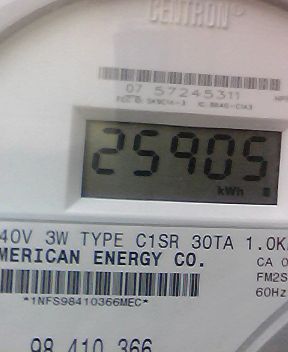 CENTRON®
07 57245311
25905
kWh
40V 3W TYPE C1SR 30TA 1.0K
MERICAN ENERGY CO.
CA 0
FM2S
60Hz
*1NFS98410366MEC*
98 410 366